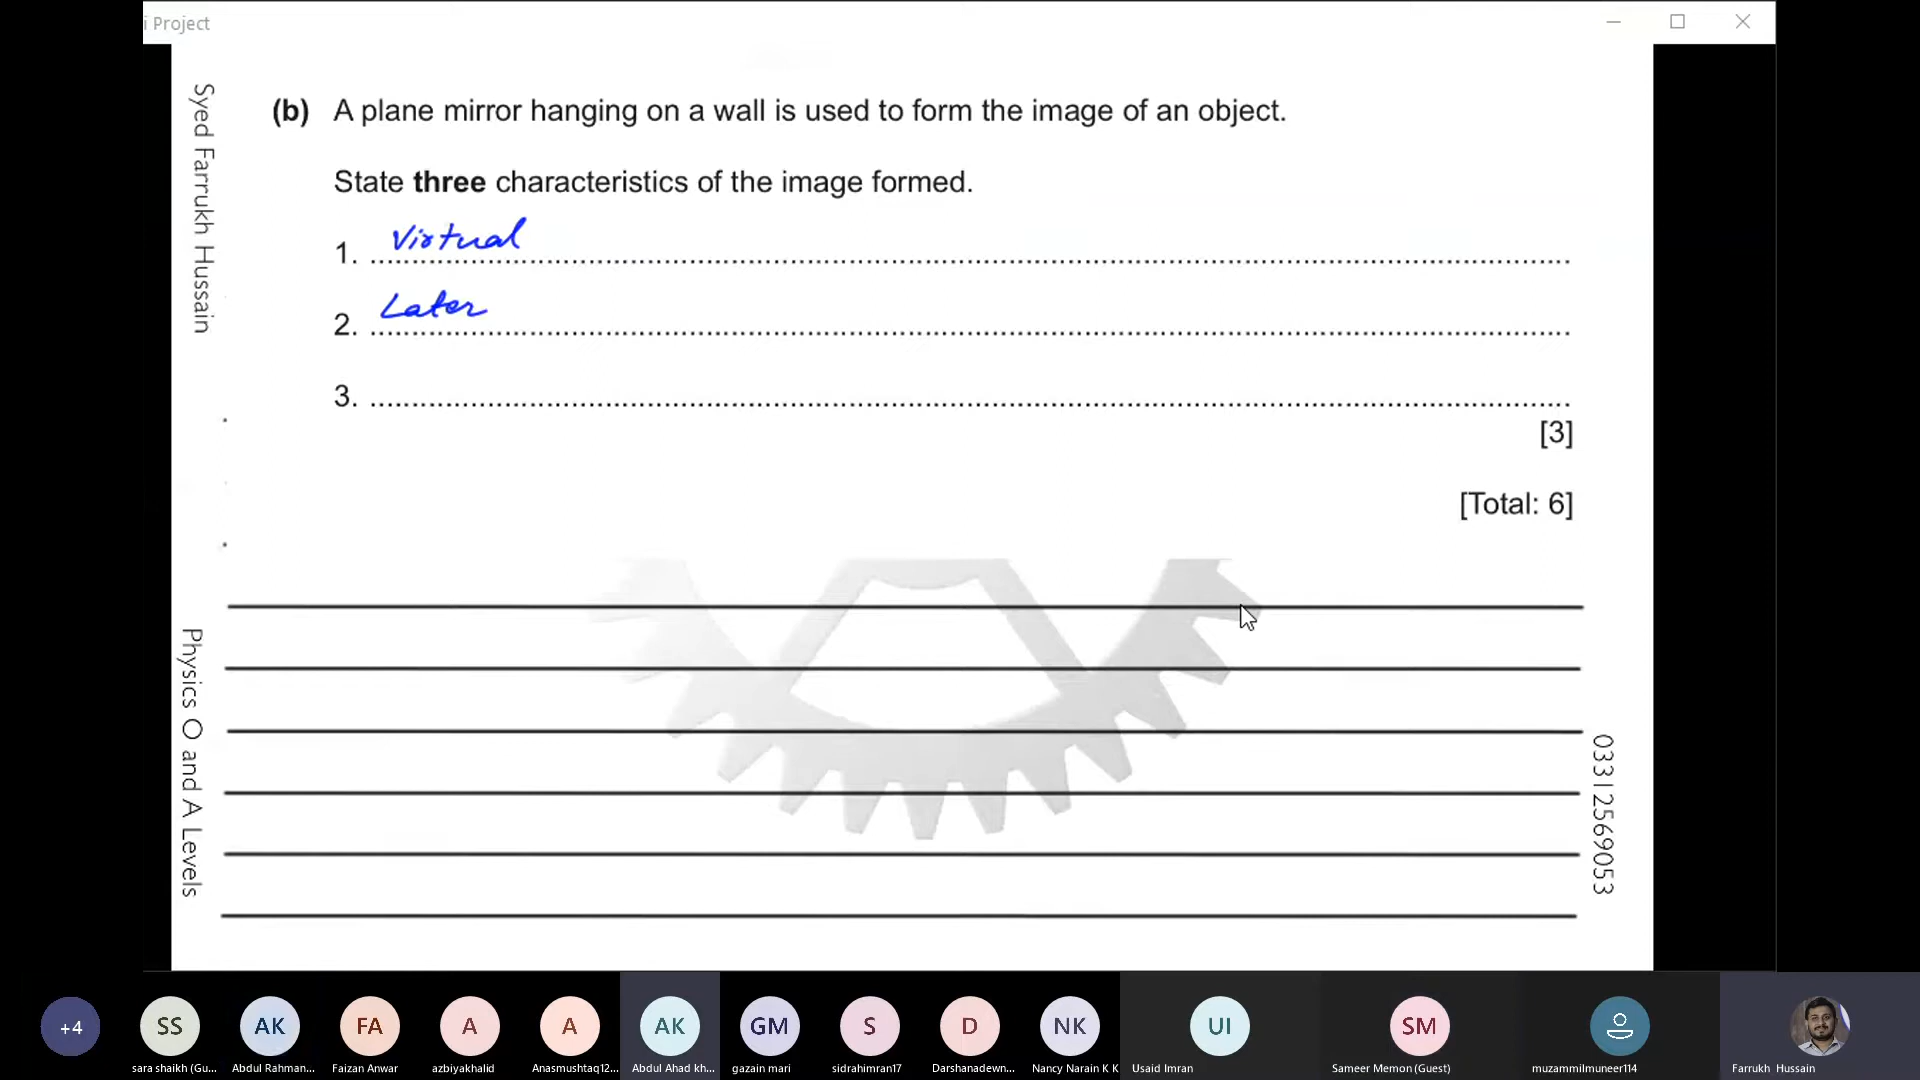 i Project
Syed Farrukh Hussain
(b) A plane mirror hanging on a wall is used to form the image of an object.
State three characteristics of the image formed.
1. Virtual
2. Later
3.
[3]
[Total: 6]
Physics O and A Levels
03312569053
+4
SS
AK
FA
A
A
AK
GM
S
D
NK
UI
SM
sara shaikh (Gu...
Abdul Rahman...
Faizan Anwar
azbiyakhalid
Anasmushtaq12...
Abdul Ahad kh...
gazain mari
sidrahimran17
Darshanadewn...
Nancy Narain K K
Usaid Imran
Sameer Memon (Guest)
muzammilmuneer114
Farrukh Hussain